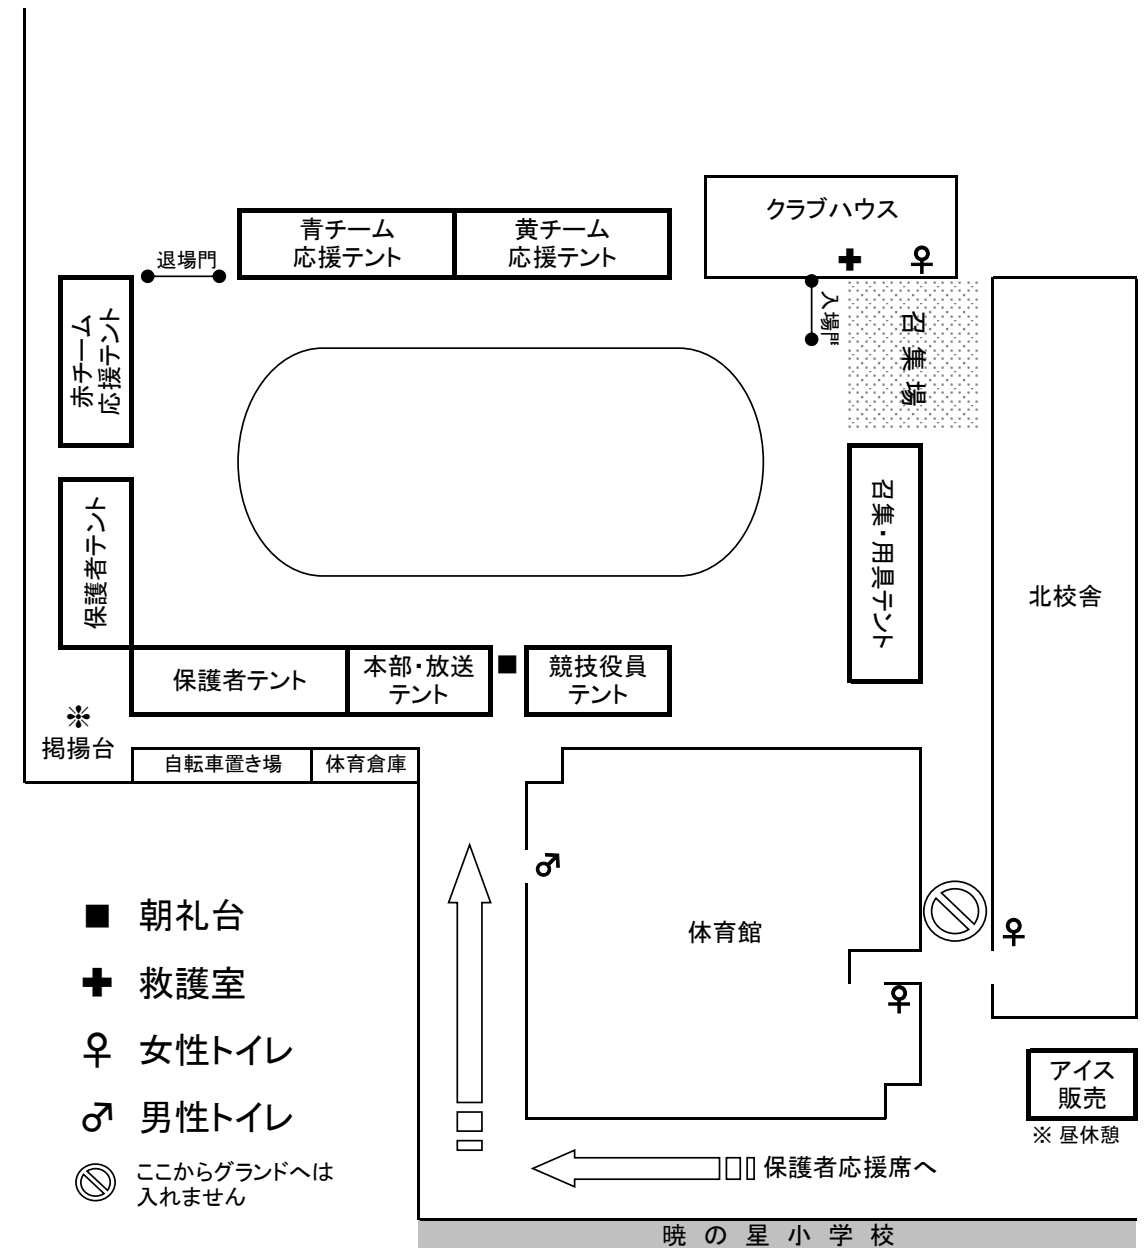 クラブハウス
青チーム
応援テント
黄チーム
応援テント
退場門
入場門
召集場
赤チーム
応援テント
保護者テント
召集・用具テント
北校舎
保護者テント
本部・放送
テント
■
競技役員
テント
❉
掲揚台
自転車置き場
体育倉庫
♂
体育館
♀
♀
■ 朝礼台
✚ 救護室
♀ 女性トイレ
♂ 男性トイレ
ここからグランドへは
入れません
アイス
販売
※ 昼休憩
保護者応援席へ
暁の星小学校